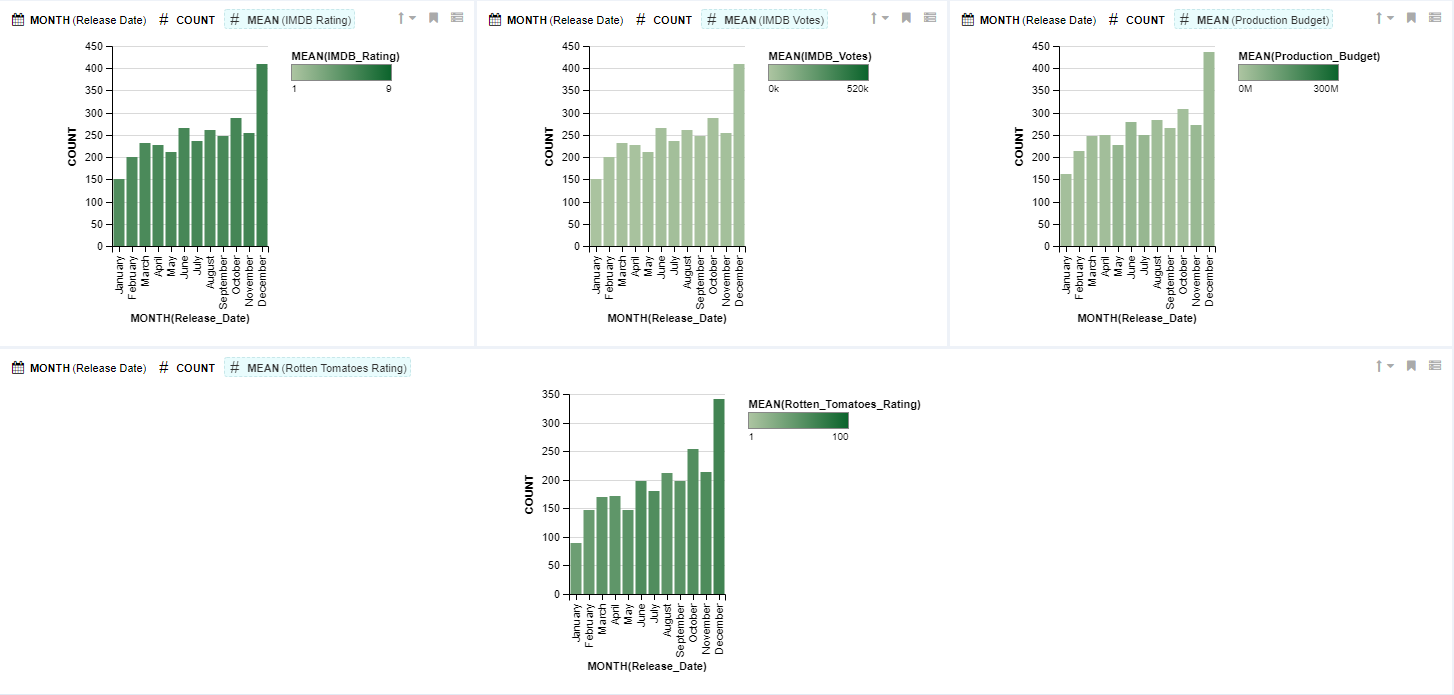 MONTH (Release Date) # COUNT # MEAN (IMDB Rating)
450
400
350
300
250
200
150
100
50
0
COUNT
January
February
March
April
May
June
July
August
September
October
November
December
MONTH(Release_Date)
MEAN(IMDB_Rating)
1 9
MONTH (Release Date) # COUNT # MEAN (IMDB Votes)
450
400
350
300
250
200
150
100
50
0
COUNT
January
February
March
April
May
June
July
August
September
October
November
December
MONTH(Release_Date)
MEAN(IMDB_Votes)
0k 520k
MONTH (Release Date) # COUNT # MEAN (Production Budget)
450
400
350
300
250
200
150
100
50
0
COUNT
January
February
March
April
May
June
July
August
September
October
November
December
MONTH(Release_Date)
MEAN(Production_Budget)
0M 300M
MONTH (Release Date) # COUNT # MEAN (Rotten Tomatoes Rating)
350
300
250
200
150
100
50
0
COUNT
January
February
March
April
May
June
July
August
September
October
November
December
MONTH(Release_Date)
MEAN(Rotten_Tomatoes_Rating)
1 100